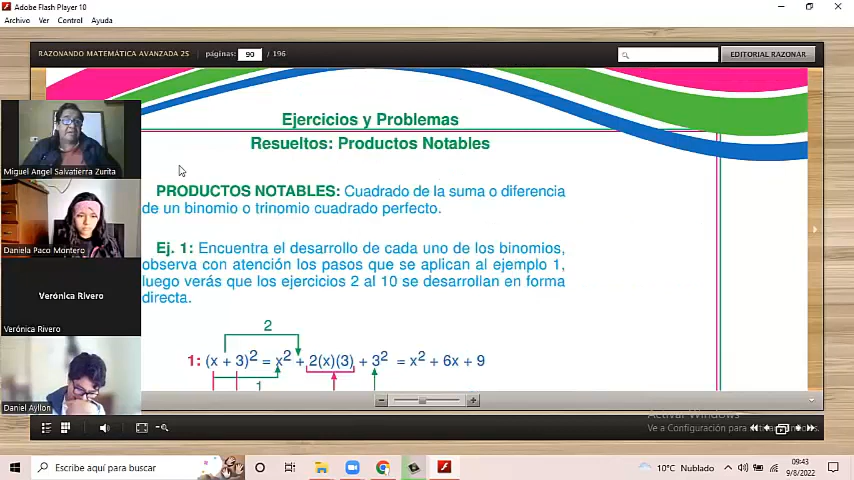 Adobe Flash Player 10
Archivo Ver Control Ayuda
RAZONANDO MATEMÁTICA AVANZADA 2S páginas: 90 / 196
EDITORIAL RAZONAR
Ejercicios y Problemas
Resueltos: Productos Notables
Miguel Angel Salvatierra Zurita
PRODUCTOS NOTABLES: Cuadrado de la suma o diferencia
de un binomio o trinomio cuadrado perfecto.
Daniela Paco Montero
Ej. 1: Encuentra el desarrollo de cada uno de los binomios,
observa con atención los pasos que se aplican al ejemplo 1,
luego verás que los ejercicios 2 al 10 se desarrollan en forma
directa.
Verónica Rivero
Verónica Rivero
2
1: (x + 3)² = x² + 2(x)(3) + 3² = x² + 6x + 9
1
Daniel Ayllon
Activar Windows
Ve a Configuración para activar Windows.
Escribe aquí para buscar
10°C Nublado
09:43
9/8/2022